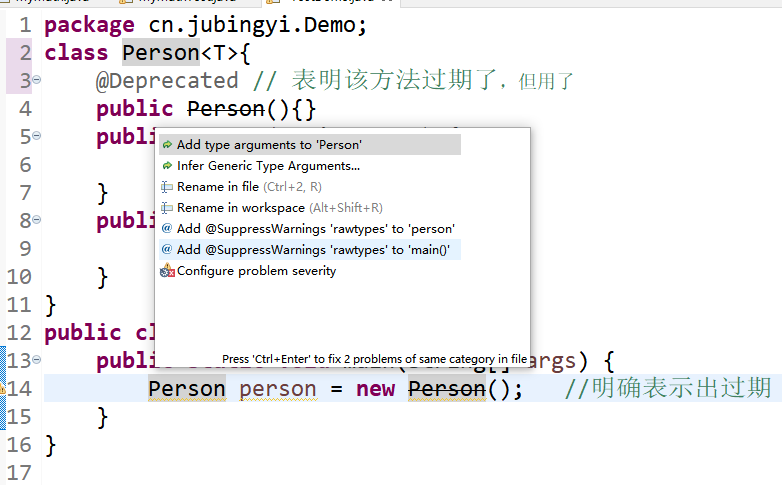 1 package cn.jubingyi.Demo;
2 class Person<T>{
3 @Deprecated // 表明该方法过期了，但用了
4 public Person(){}
5 publi
Add type arguments to 'Person'
Infer Generic Type Arguments...
6
Rename in file (Ctrl+2, R)
7 }
Rename in workspace (Alt+Shift+R)
8 publi
Add @SuppressWarnings 'rawtypes' to 'person'
9
Add @SuppressWarnings 'rawtypes' to 'main()'
10 }
Configure problem severity
11 }
12 public cl
Press 'Ctrl+Enter' to fix 2 problems of same category in file
13 public static void main(String[] args) {
14 Person person = new Person(); //明确表示出过期
15 }
16 }
17